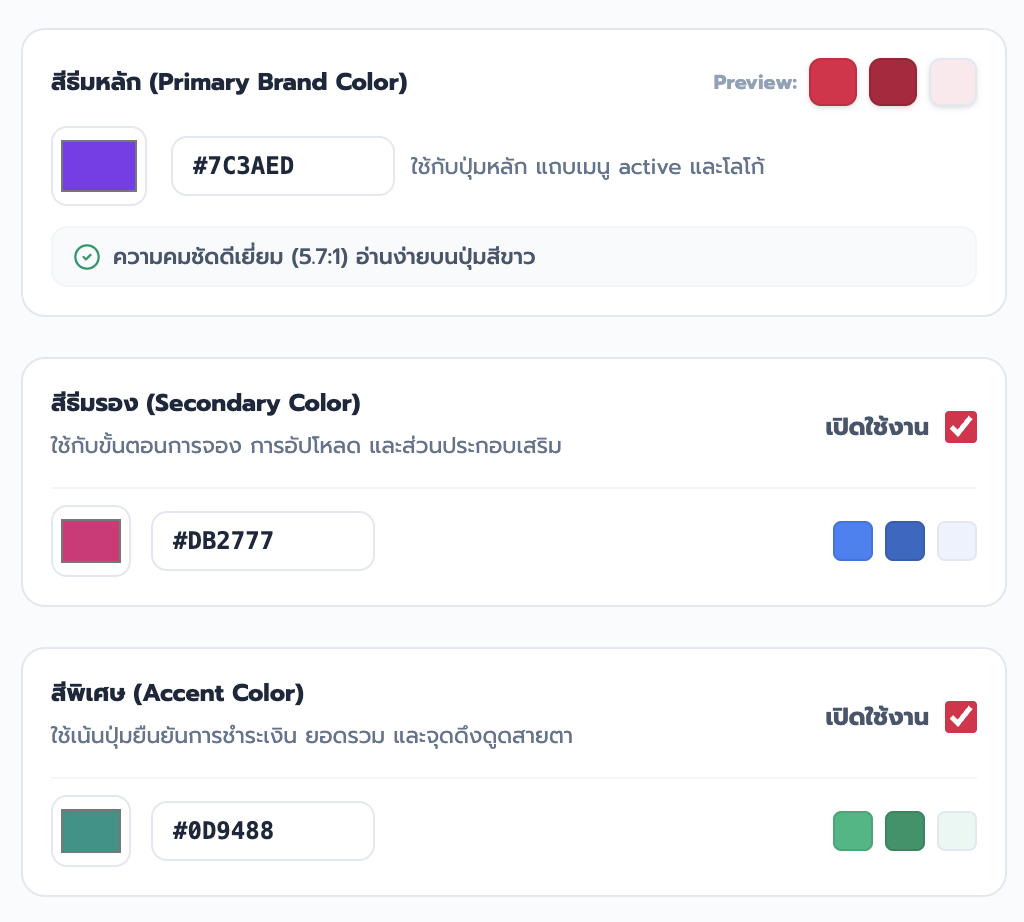 สีธีมหลัก (Primary Brand Color)
Preview:
#7C3AED
ใช้กับปุ่มหลัก แถบเมนู active และโลโก้
ความคมชัดดีเยี่ยม (5.7:1) อ่านง่ายบนปุ่มสีขาว
สีธีมรอง (Secondary Color)
ใช้กับขั้นตอนการจอง การอัปโหลด และส่วนประกอบเสริม
เปิดใช้งาน
#DB2777
สีพิเศษ (Accent Color)
ใช้เน้นปุ่มยืนยันการชำระเงิน ยอดรวม และจุดดึงดูดสายตา
เปิดใช้งาน
#0D9488